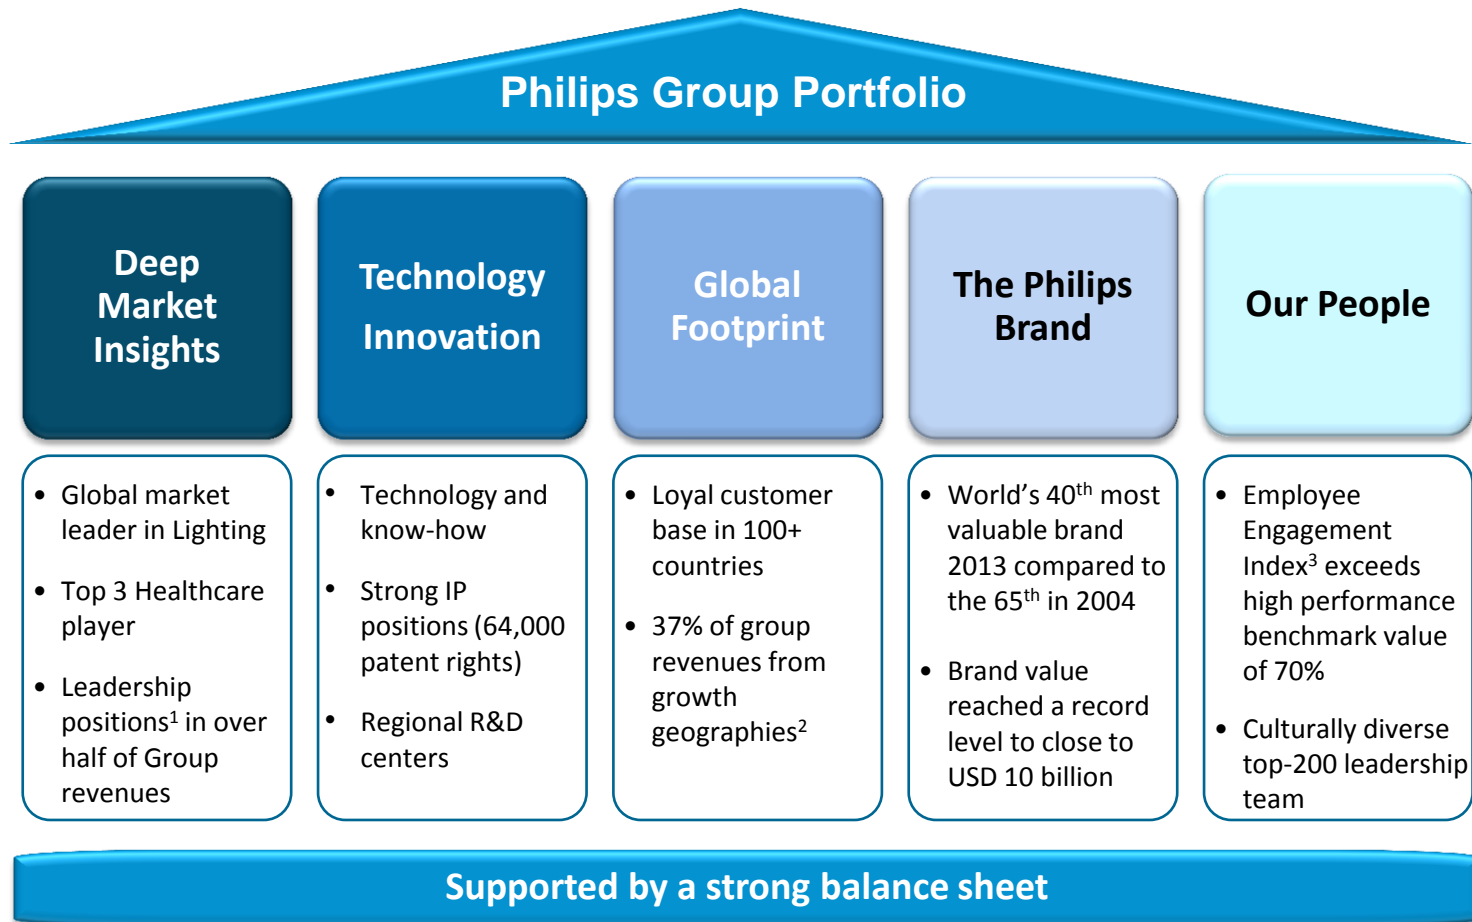 Philips Group Portfolio
Deep
Market
Insights
Technology
Innovation
Global
Footprint
The Philips
Brand
Our People
• Global market
leader in Lighting
• Top 3 Healthcare
player
• Leadership
positions¹ in over
half of Group
revenues
• Technology and
know-how
• Strong IP
positions (64,000
patent rights)
• Regional R&D
centers
• Loyal customer
base in 100+
countries
• 37% of group
revenues from
growth
geographies²
• World’s 40th most
valuable brand
2013 compared to
the 65th in 2004
• Brand value
reached a record
level to close to
USD 10 billion
• Employee
Engagement
Index³ exceeds
high performance
benchmark value
of 70%
• Culturally diverse
top-200 leadership
team
Supported by a strong balance sheet